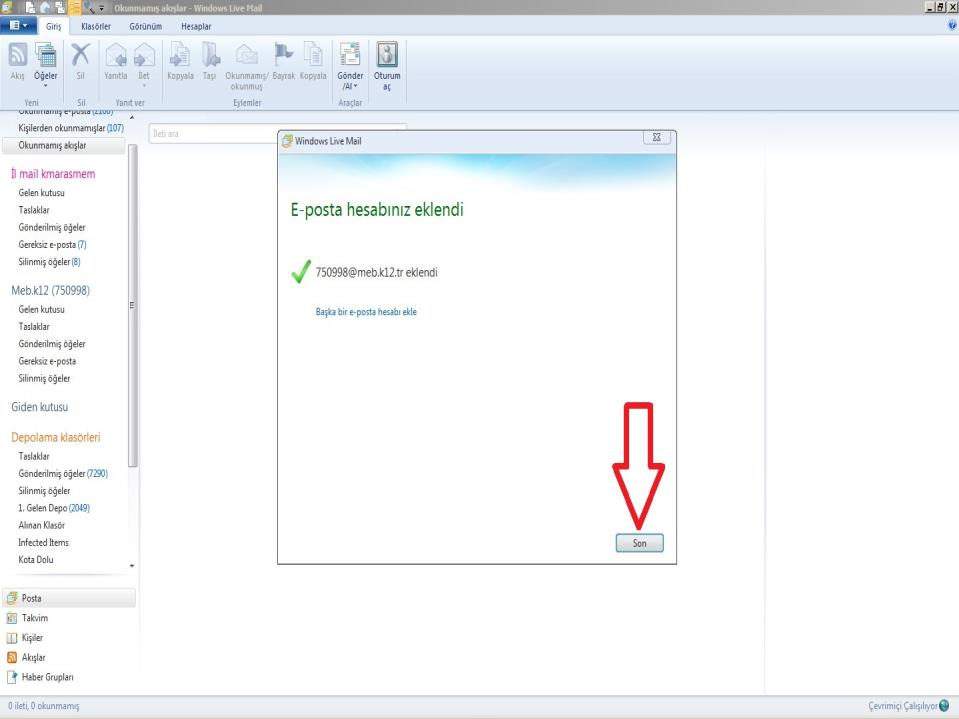 Okunmamış akışlar - Windows Live Mail
Giriş Klasörler Görünüm Hesaplar
Akış Öğeler Sil Yanıtla İlet Kopyala Taşı Okunmamış/ okunmuş Bayrak Kopyala Gönder /Al Oturum aç
Yeni Sil Yanıt ver Eylemler Araçlar
Okunmamış e-posta (2106)
Kişilerden okunmamışlar (107)
Okunmamış akışlar
İleti ara
İl mail kmarasmem
Gelen kutusu
Taslaklar
Gönderilmiş öğeler
Gereksiz e-posta (7)
Silinmiş öğeler (8)
Meb.k12 (750998)
Gelen kutusu
Taslaklar
Gönderilmiş öğeler
Gereksiz e-posta
Silinmiş öğeler
Giden kutusu
Depolama klasörleri
Taslaklar
Gönderilmiş öğeler (7290)
Silinmiş öğeler
1. Gelen Depo (2049)
Alınan Klasör
Infected Items
Kota Dolu
Posta
Takvim
Kişiler
Akışlar
Haber Grupları
Windows Live Mail
E-posta hesabınız eklendi
750998@meb.k12.tr eklendi
Başka bir e-posta hesabı ekle
Son
0 ileti, 0 okunmamış
Çevrimiçi Çalışılıyor